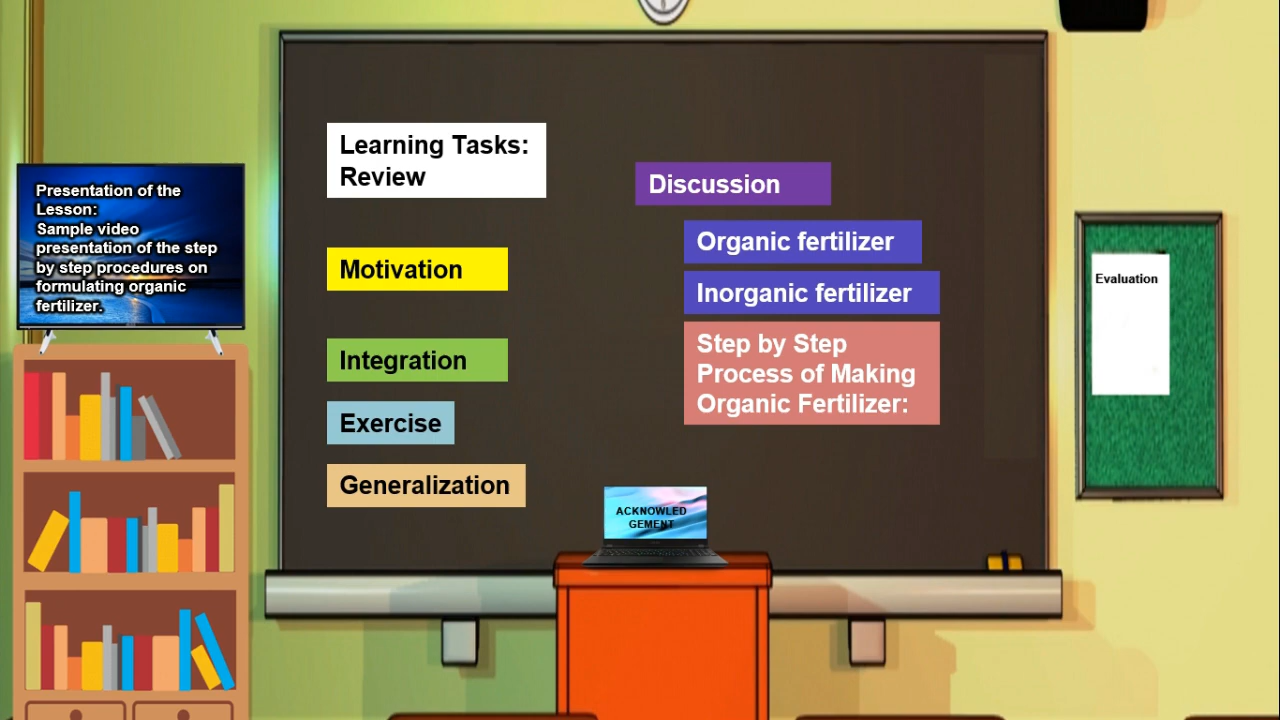 Presentation of the
Lesson:
Sample video
presentation of the step
by step procedures on
formulating organic
fertilizer.
Learning Tasks:
Review
Motivation
Integration
Exercise
Generalization
Discussion
Organic fertilizer
Inorganic fertilizer
Step by Step
Process of Making
Organic Fertilizer:
ACKNOWLED
GEMENT
Evaluation